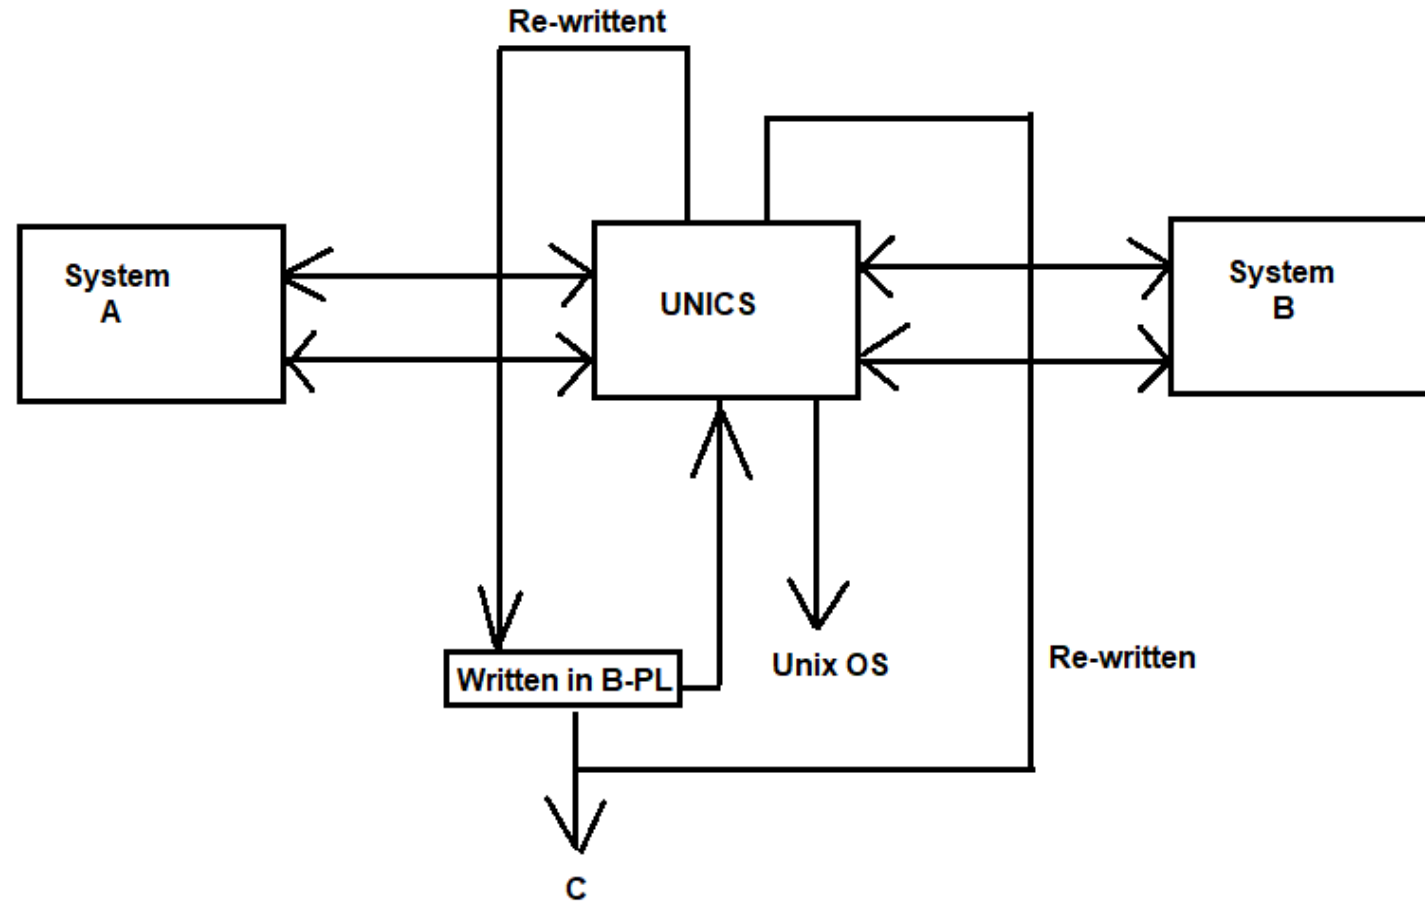 Re-writtent
System
A
UNICS
System
B
Written in B-PL
Unix OS
Re-written
C